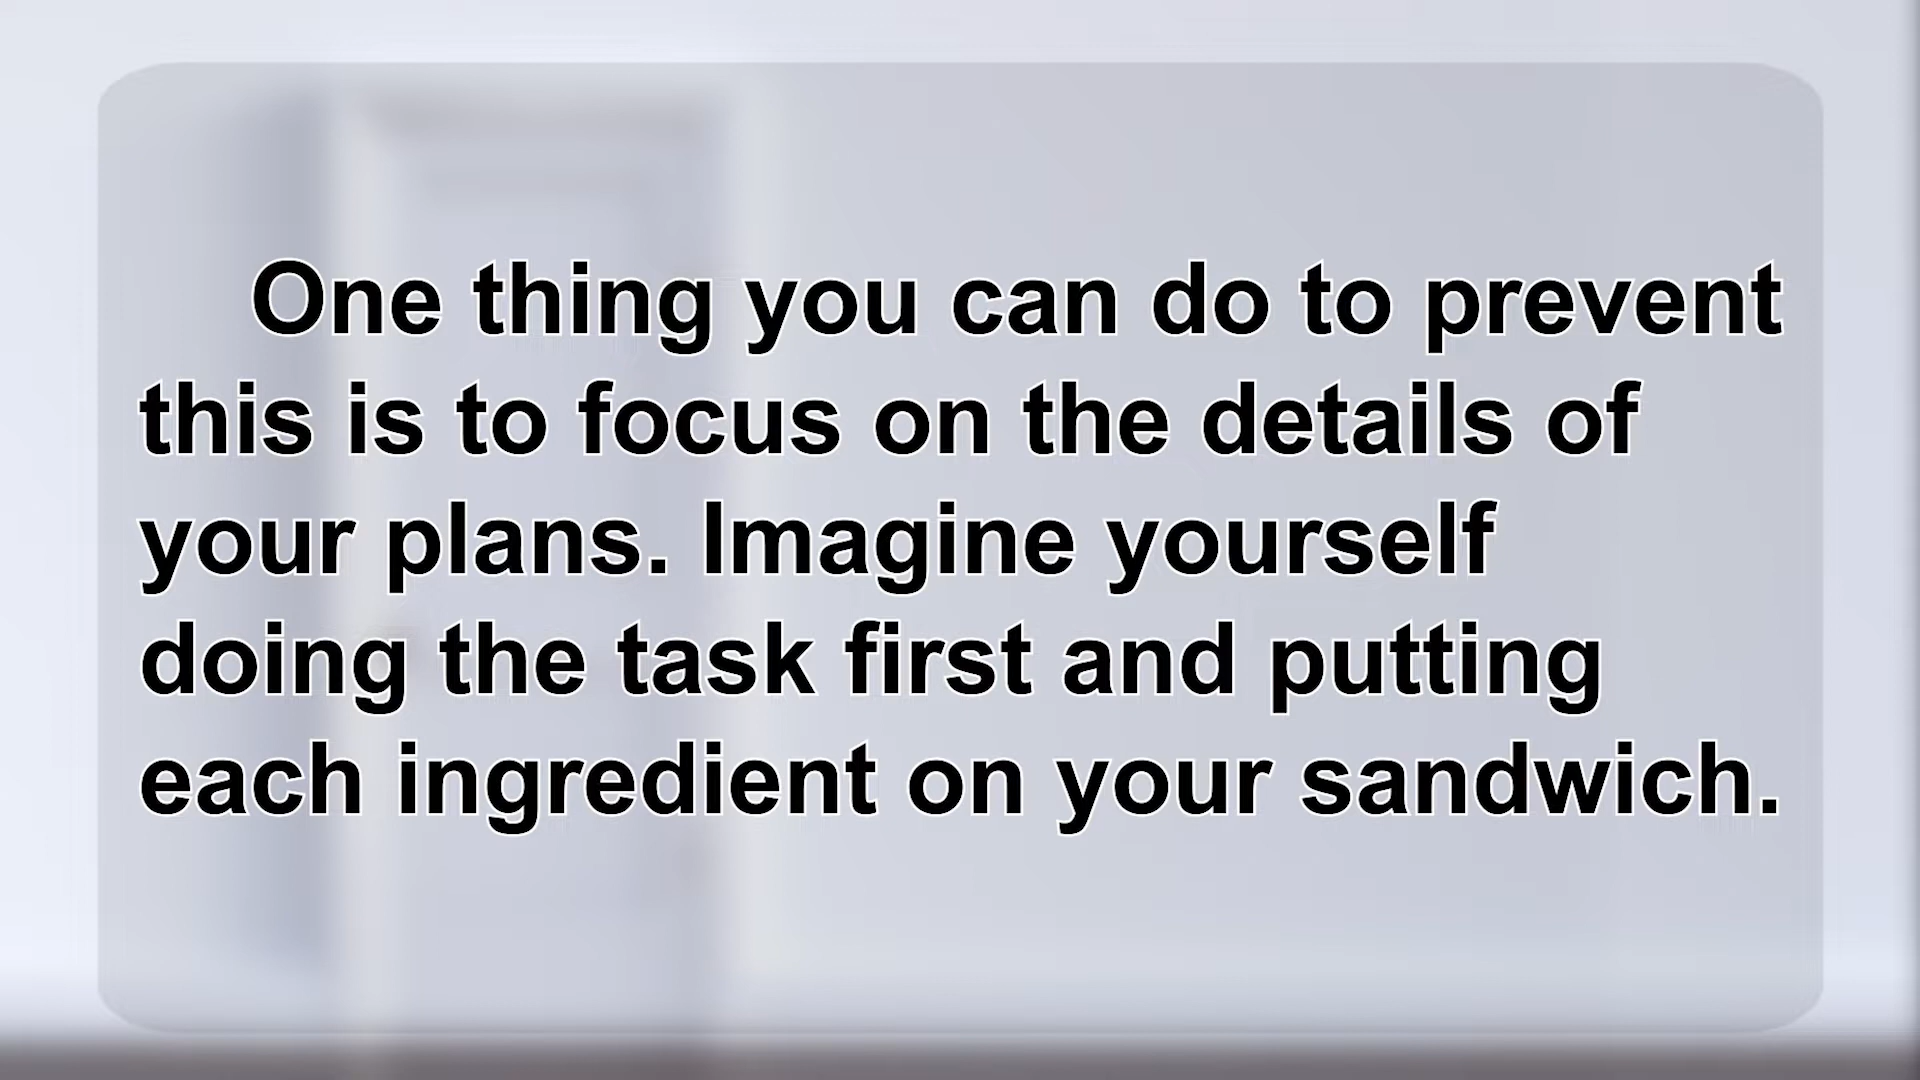 One thing you can do to prevent
this is to focus on the details of
your plans. Imagine yourself
doing the task first and putting
each ingredient on your sandwich.